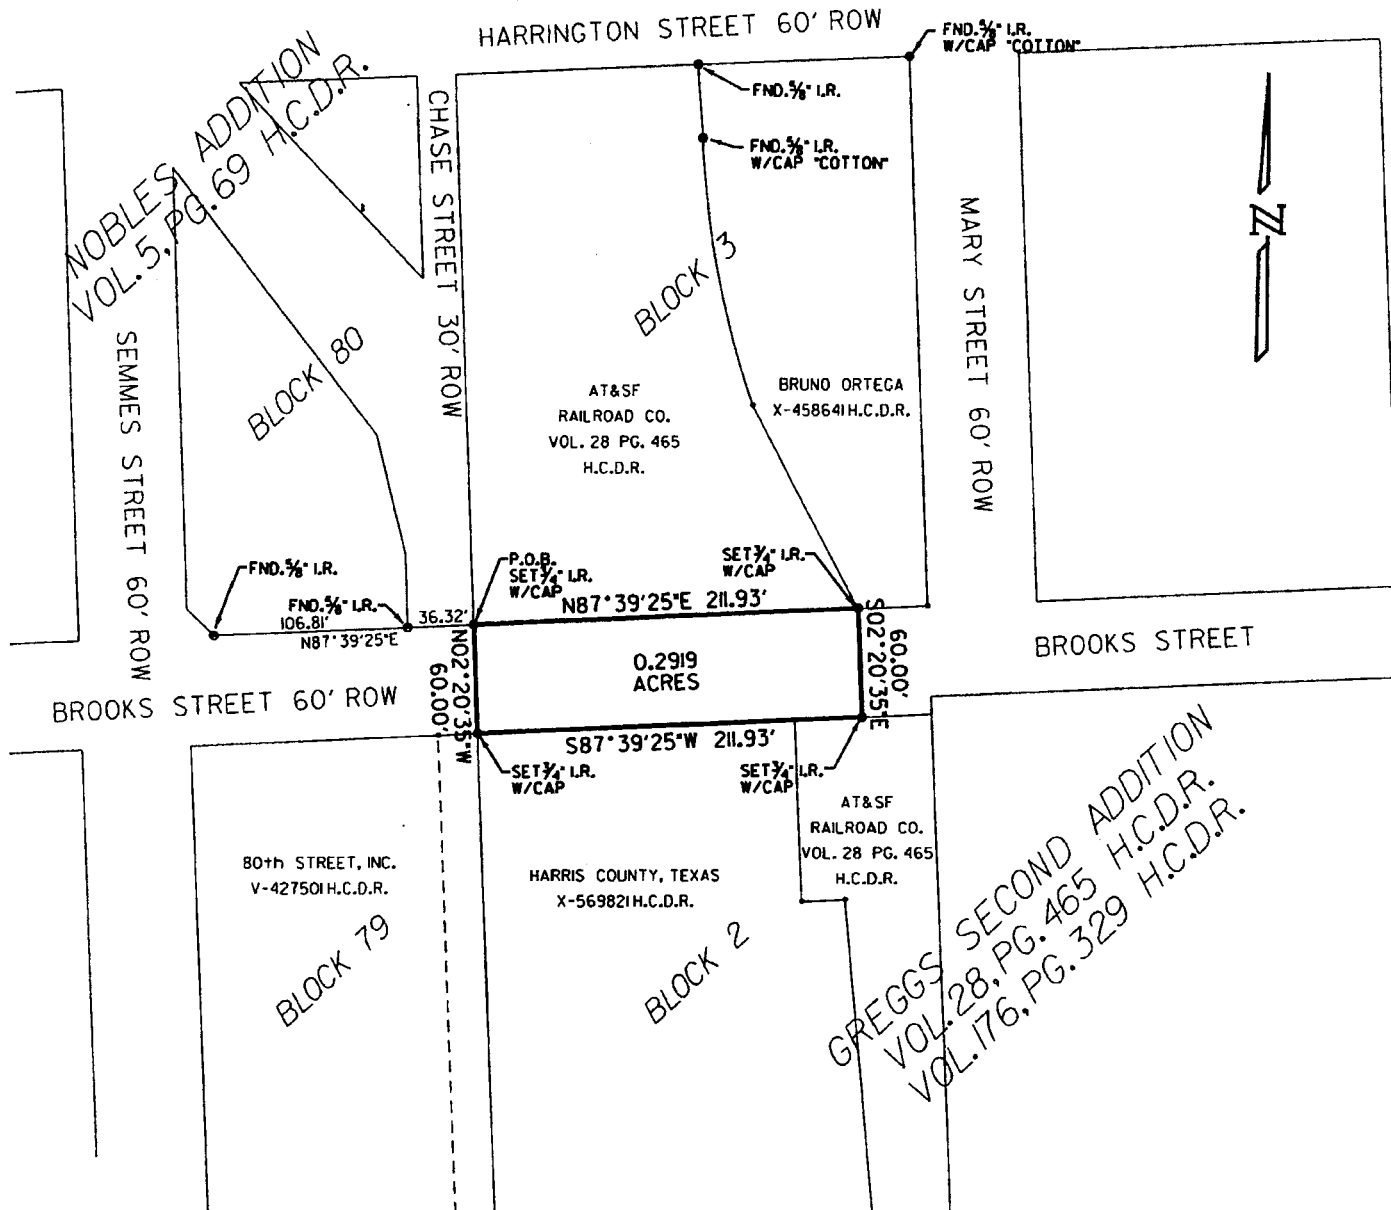 HARRINGTON STREET 60' ROW
FND. 5/8" I.R.
W/CAP "COTTON"
FND. 5/8" I.R.
FND. 5/8" I.R.
W/CAP "COTTON"
NOBLES ADDITION
VOL. 5, PG. 69 H.C.D.R.
CHASE STREET 30' ROW
MARY STREET 60' ROW
N
BLOCK 3
BLOCK 80
SEMMES STREET 60' ROW
AT&SF
RAILROAD CO.
VOL. 28 PG. 465
H.C.D.R.
BRUNO ORTEGA
X-458641 H.C.D.R.
FND. 5/8" I.R.
FND. 5/8" I.R.
106.81'
N87°39'25"E
36.32'
P.O.B.
SET 3/4" I.R.
W/CAP
SET 3/4" I.R.
W/CAP
N87°39'25"E 211.93'
N02°20'35"W
60.00'
0.2919
ACRES
S02°20'35"E
60.00'
BROOKS STREET
BROOKS STREET 60' ROW
S87°39'25"W 211.93'
SET 3/4" I.R.
W/CAP
SET 3/4" I.R.
W/CAP
AT&SF
RAILROAD CO.
VOL. 28 PG. 465
H.C.D.R.
80th STREET, INC.
V-427501 H.C.D.R.
HARRIS COUNTY, TEXAS
X-569821 H.C.D.R.
BLOCK 79
BLOCK 2
GREGGS SECOND ADDITION
VOL. 28, PG. 465 H.C.D.R.
VOL. 176, PG. 329 H.C.D.R.